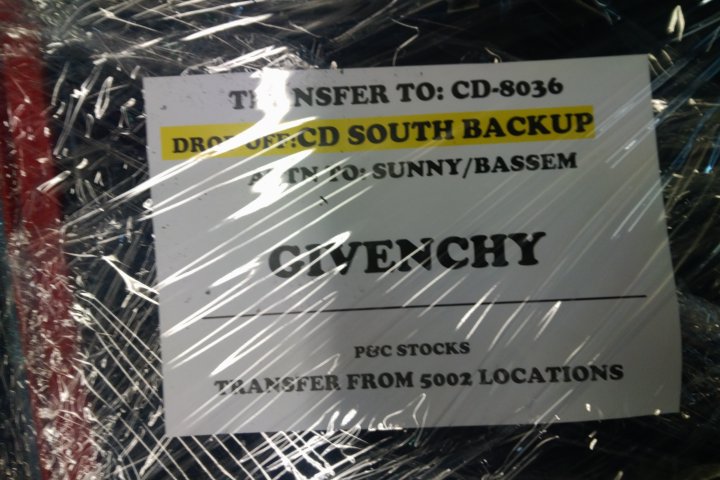 TRANSFER TO: CD-8036
DROP OFF:CD SOUTH BACKUP
ATTN TO: SUNNY/BASSEM
GIVENCHY
P&C STOCKS
TRANSFER FROM 5002 LOCATIONS